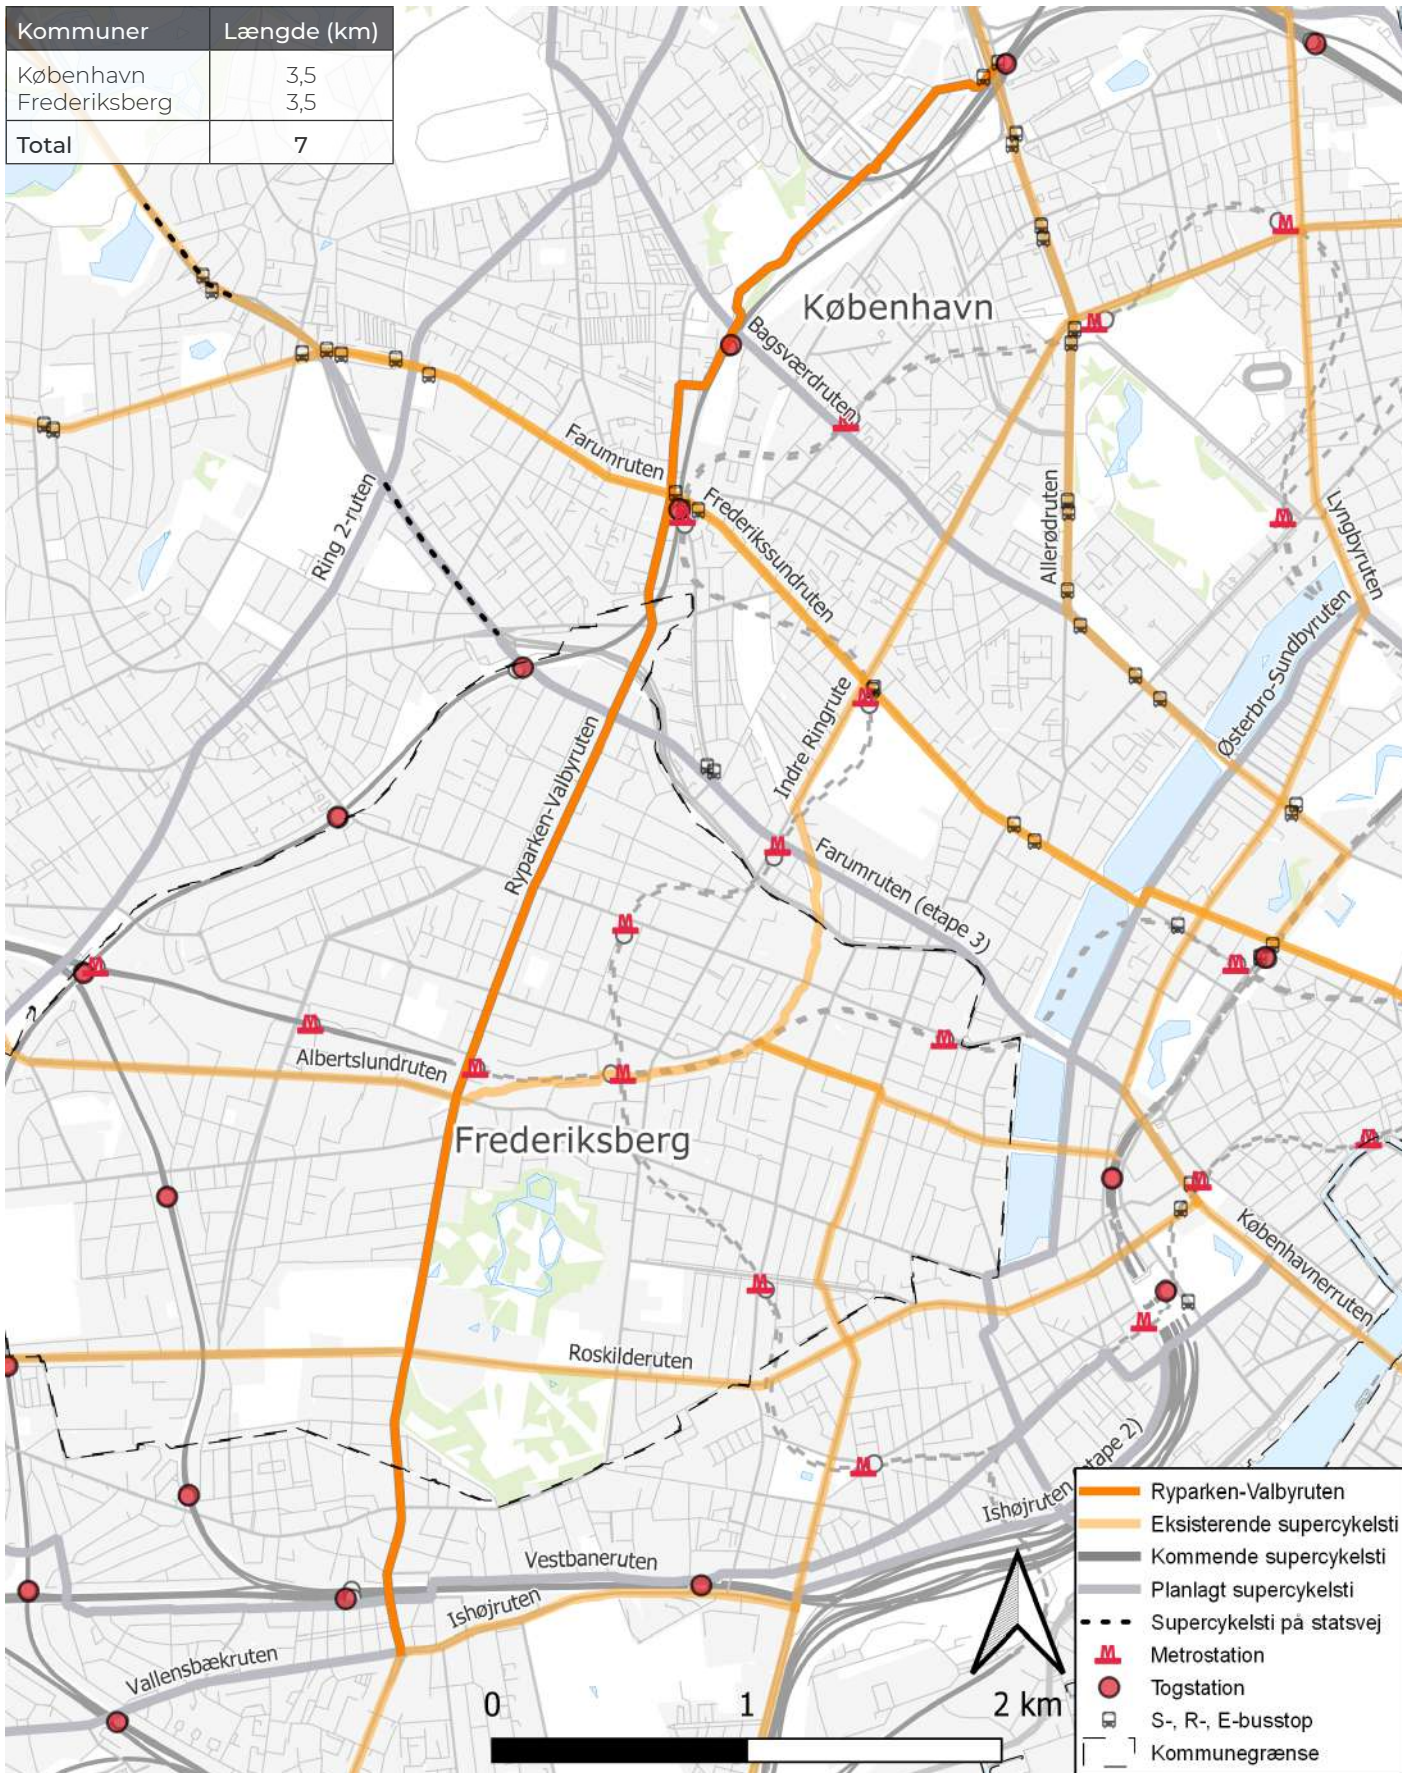 Kommuner Længde (km)
København 3,5
Frederiksberg 3,5
Total 7
København
Bagsværdruten
Farumruten
Frederikssundruten
Ring 2-ruten
Allerødruten
Lyngbyruten
Østerbro-Sundbyruten
Indre Ringrute
Ryparken-Valbyruten
Farumruten (etape 3)
Albertslundruten
Frederiksberg
Københavnerruten
Roskilderuten
Ishøjruten (etape 2)
Vestbaneruten
Ishøjruten
Vallensbækruten
0 1 2 km
Ryparken-Valbyruten
Eksisterende supercykelsti
Kommende supercykelsti
Planlagt supercykelsti
Supercykelsti på statsvej
M Metrostation
Togstation
S-, R-, E-busstop
Kommunegrænse